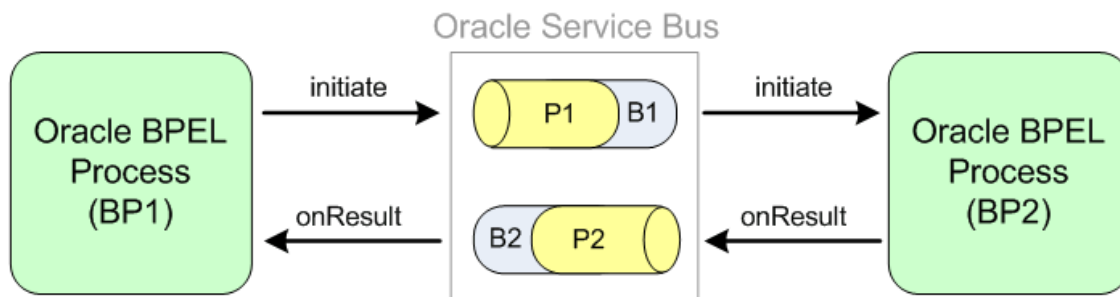 Oracle Service Bus
Oracle BPEL
Process
(BP1)
initiate
P1
B1
initiate
onResult
B2
P2
onResult
Oracle BPEL
Process
(BP2)